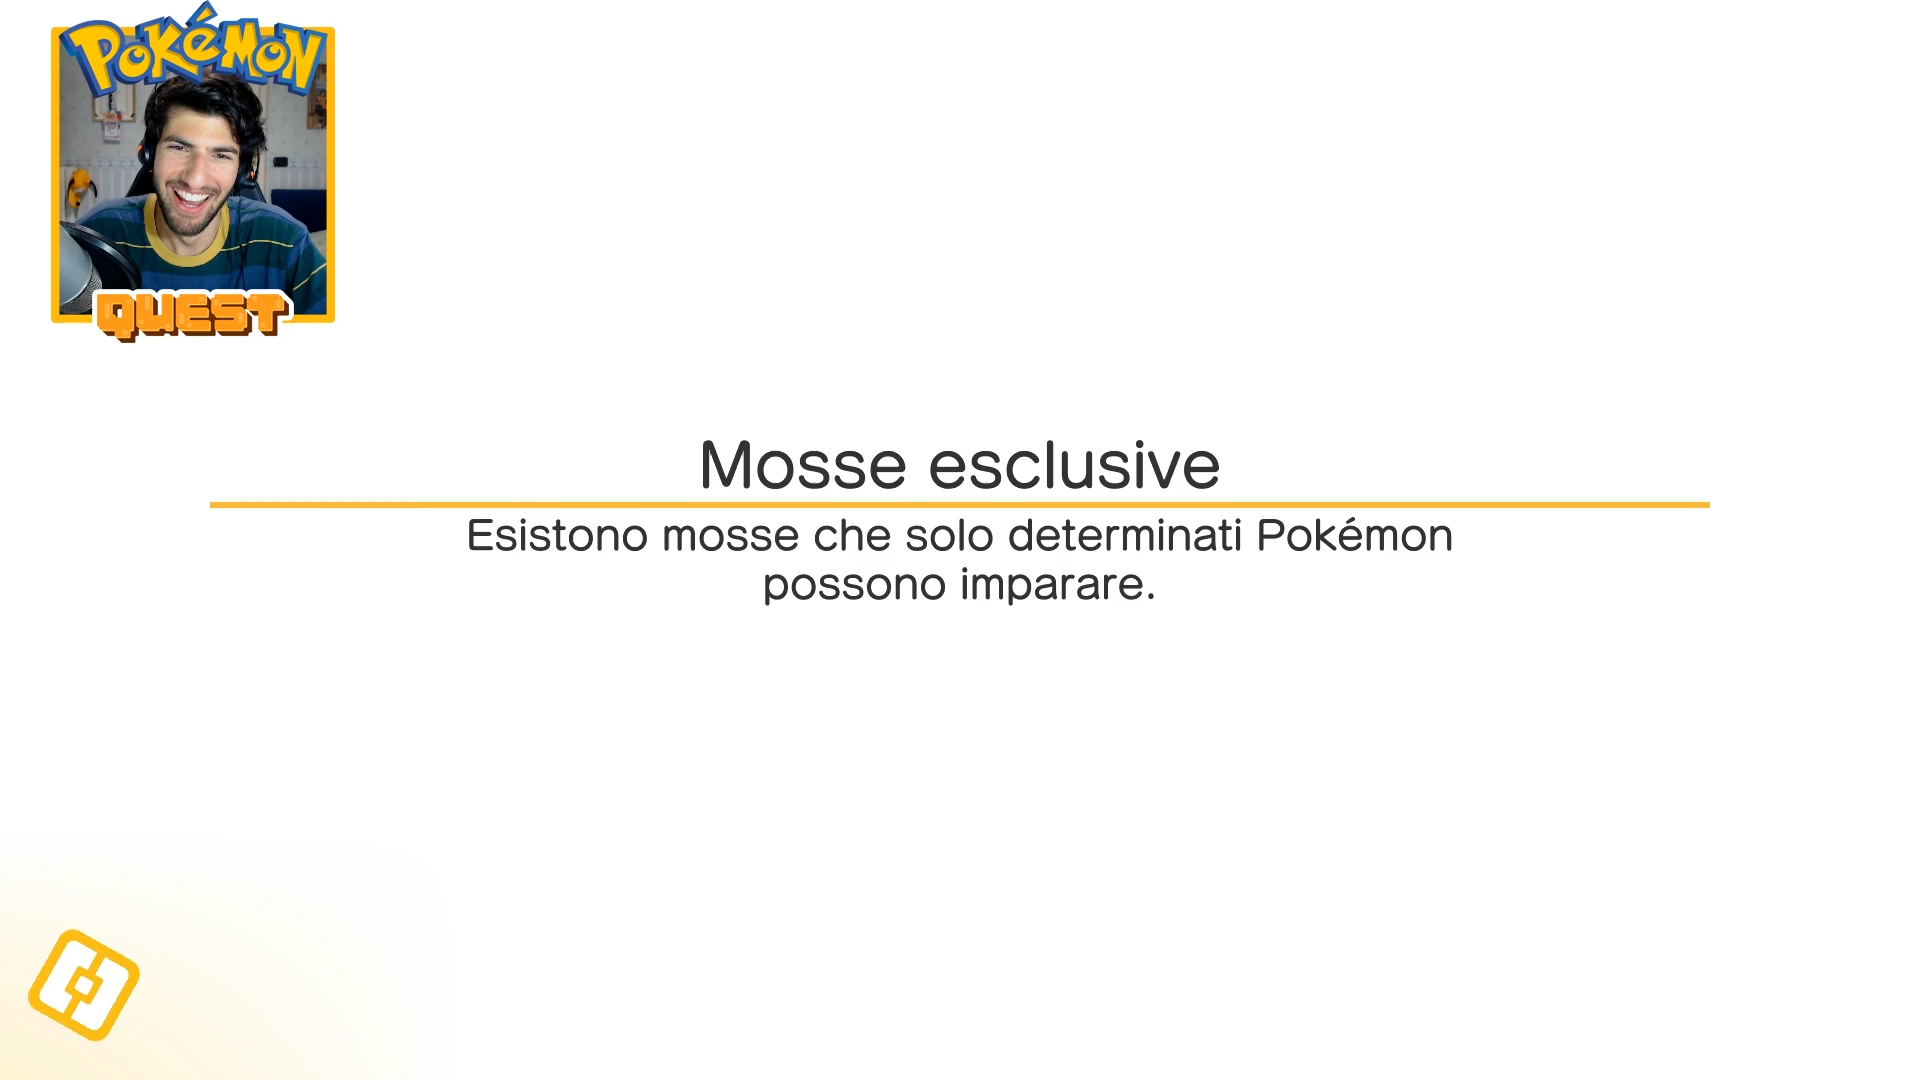 POKéMON
QUEST
Mosse esclusive
Esistono mosse che solo determinati Pokémon
possono imparare.